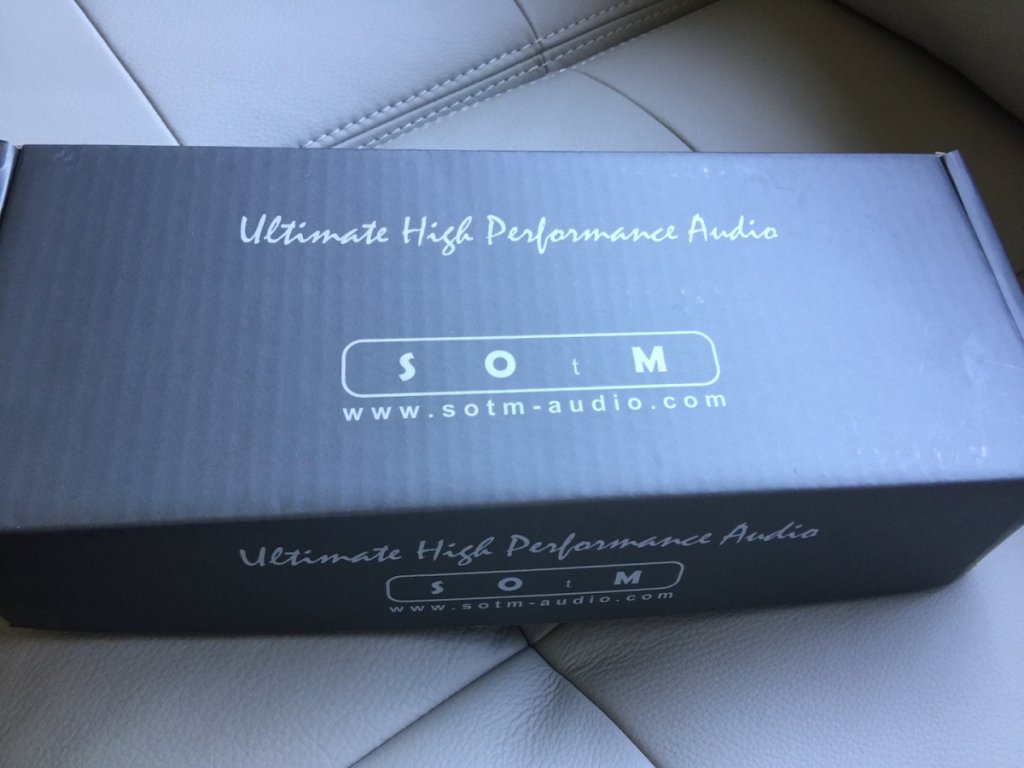 Ultimate High Performance Audio
S O t M
www.sotm-audio.com
Ultimate High Performance Audio
S O t M
www.sotm-audio.com